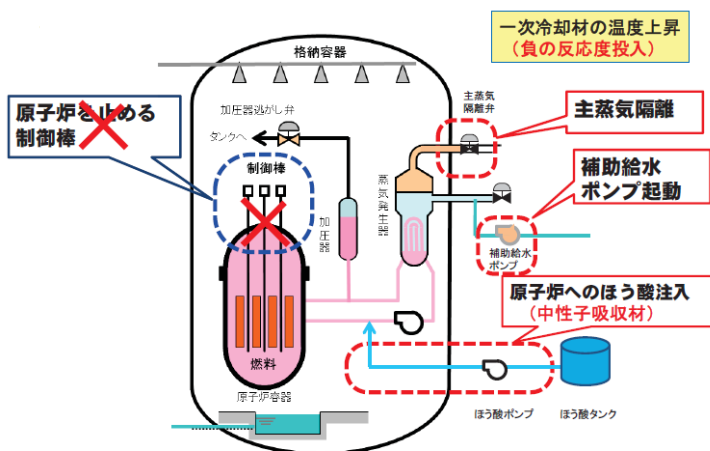 一次冷却材の温度上昇
（負の反応度投入）
格納容器
原子炉を止める
制御棒
加圧器逃がし弁
タンクへ
制御棒
加圧器
蒸気発生器
主蒸気
隔離弁
主蒸気隔離
補助給水
ポンプ起動
補助給水
ポンプ
原子炉へのほう酸注入
（中性子吸収材）
燃料
原子炉容器
ほう酸ポンプ
ほう酸タンク